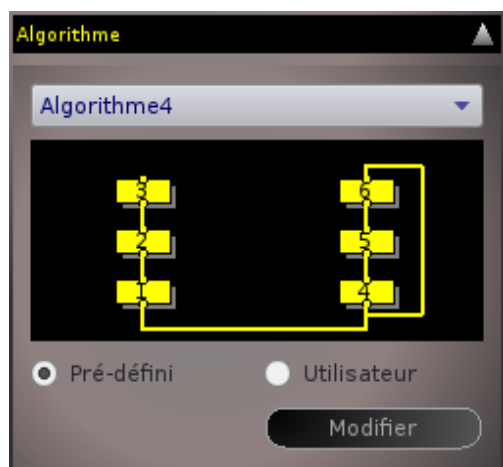 Algorithme
Algorithme4
3 6
2 5
1 4
Pré-défini Utilisateur
Modifier